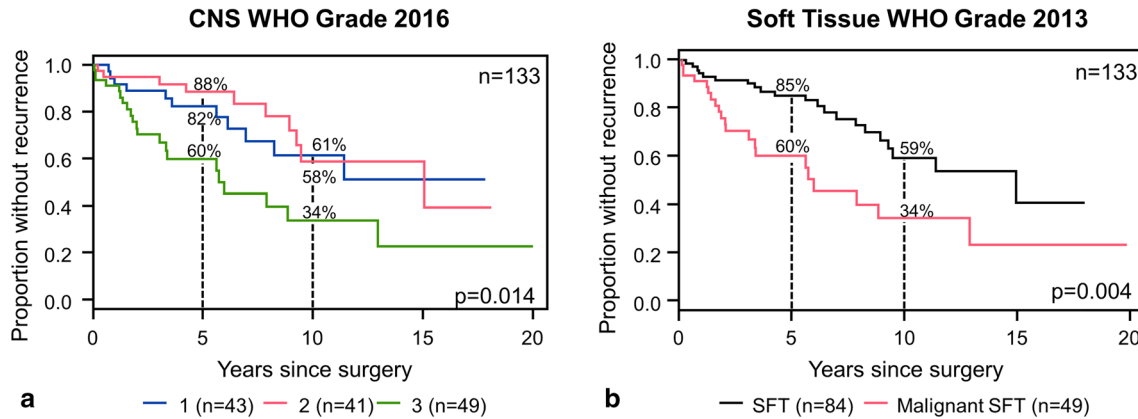 CNS WHO Grade 2016
Proportion without recurrence
1.0
0.8
0.6
0.4
0.2
0.0
n=133
88%
82%
60%
61%
58%
34%
p=0.014
0 5 10 15 20
Years since surgery
a 1 (n=43) 2 (n=41) 3 (n=49)
Soft Tissue WHO Grade 2013
Proportion without recurrence
1.0
0.8
0.6
0.4
0.2
0.0
n=133
85%
60%
59%
34%
p=0.004
0 5 10 15 20
Years since surgery
b SFT (n=84) Malignant SFT (n=49)